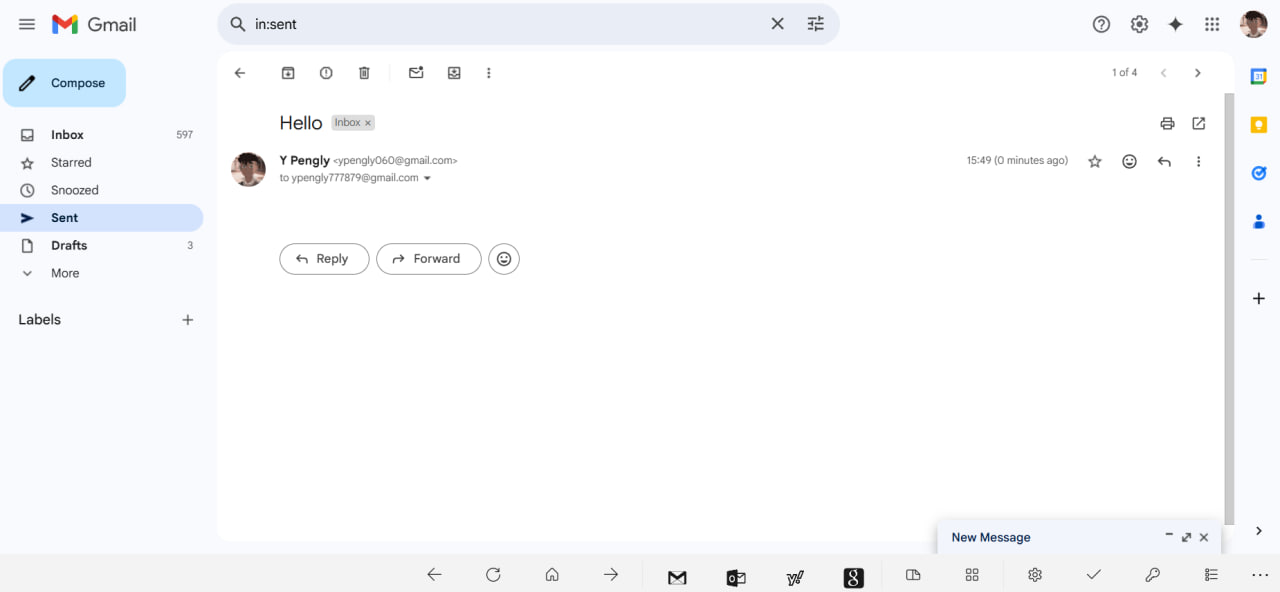 Gmail
in:sent
Compose
1 of 4
31
Hello Inbox ×
Inbox 597
Y Pengly <ypengly060@gmail.com> 15:49 (0 minutes ago)
Starred
to ypengly777879@gmail.com
Snoozed
Sent
Drafts 3
Reply Forward
More
Labels
New Message
y! g